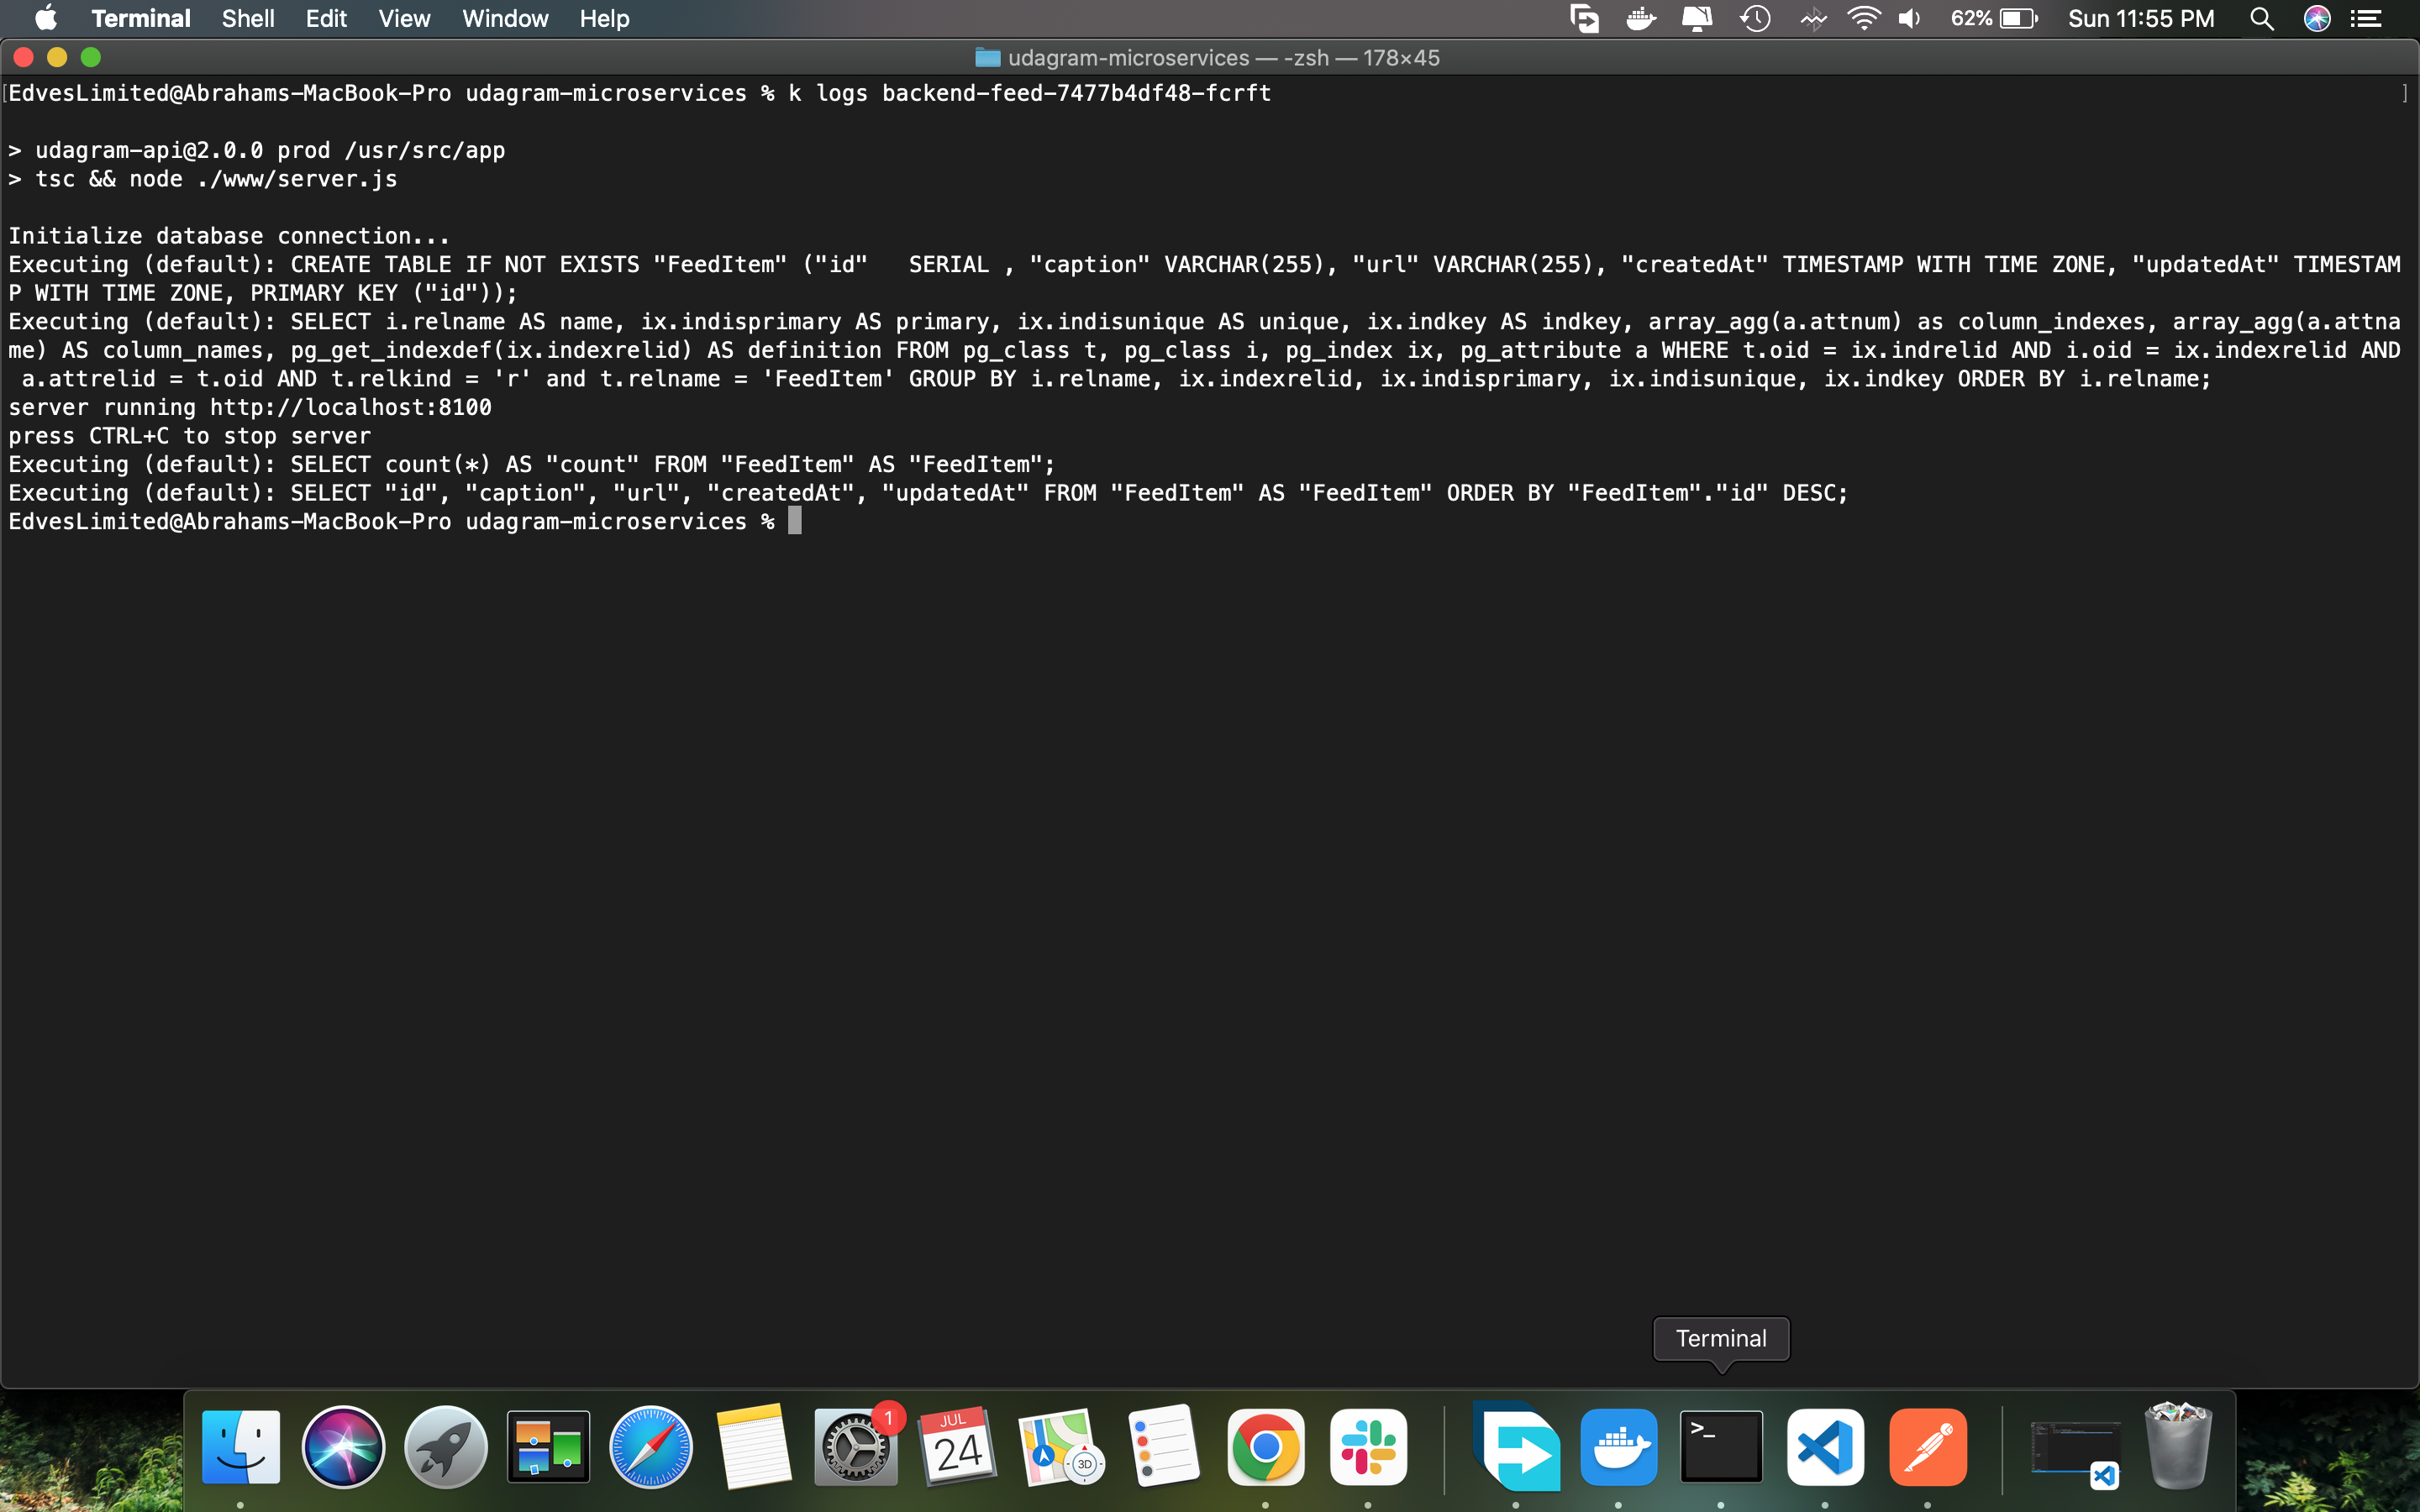 Terminal Shell Edit View Window Help 62% Sun 11:55 PM
udagram-microservices — -zsh — 178×45
[EdvesLimited@Abrahams-MacBook-Pro udagram-microservices % k logs backend-feed-7477b4df48-fcrft ]
> udagram-api@2.0.0 prod /usr/src/app
> tsc && node ./www/server.js
Initialize database connection...
Executing (default): CREATE TABLE IF NOT EXISTS "FeedItem" ("id"   SERIAL , "caption" VARCHAR(255), "url" VARCHAR(255), "createdAt" TIMESTAMP WITH TIME ZONE, "updatedAt" TIMESTAM
P WITH TIME ZONE, PRIMARY KEY ("id"));
Executing (default): SELECT i.relname AS name, ix.indisprimary AS primary, ix.indisunique AS unique, ix.indkey AS indkey, array_agg(a.attnum) as column_indexes, array_agg(a.attna
me) AS column_names, pg_get_indexdef(ix.indexrelid) AS definition FROM pg_class t, pg_class i, pg_index ix, pg_attribute a WHERE t.oid = ix.indrelid AND i.oid = ix.indexrelid AND
 a.attrelid = t.oid AND t.relkind = 'r' and t.relname = 'FeedItem' GROUP BY i.relname, ix.indexrelid, ix.indisprimary, ix.indisunique, ix.indkey ORDER BY i.relname;
server running http://localhost:8100
press CTRL+C to stop server
Executing (default): SELECT count(*) AS "count" FROM "FeedItem" AS "FeedItem";
Executing (default): SELECT "id", "caption", "url", "createdAt", "updatedAt" FROM "FeedItem" AS "FeedItem" ORDER BY "FeedItem"."id" DESC;
EdvesLimited@Abrahams-MacBook-Pro udagram-microservices %
Terminal
1
JUL
24
3D
>_